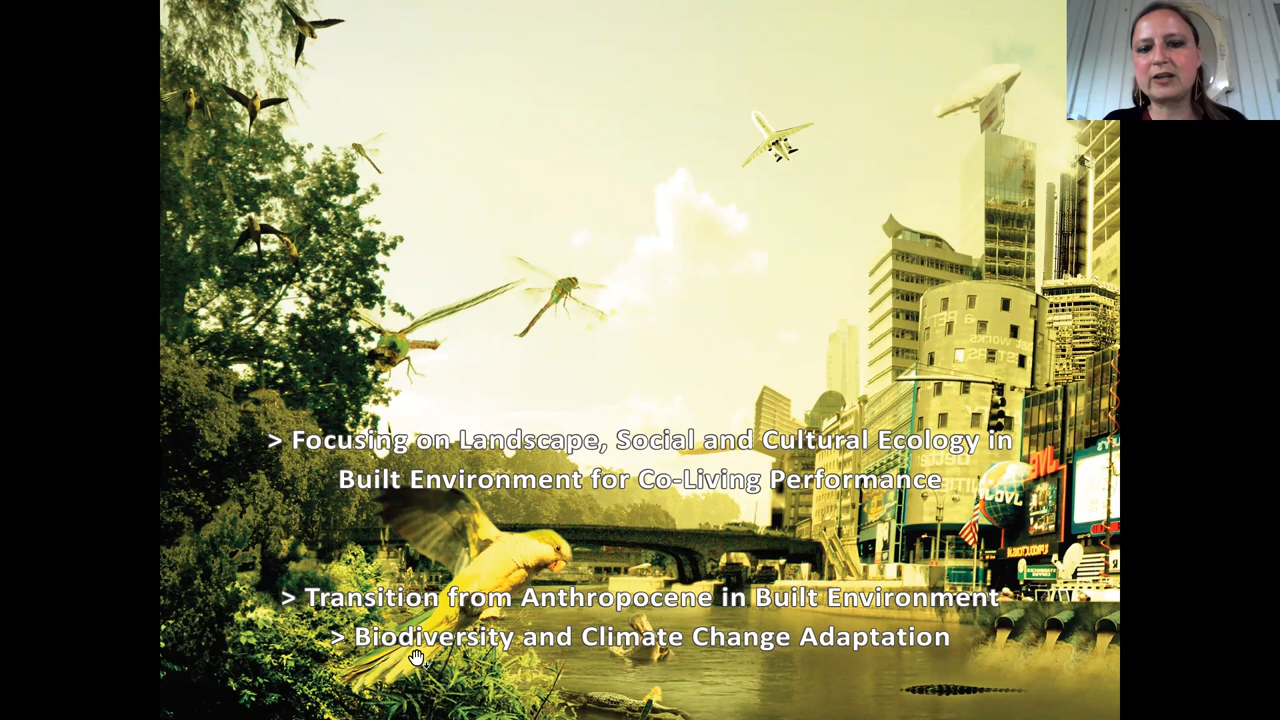 > Focusing on Landscape, Social and Cultural Ecology in
Built Environment for Co-Living Performance
> Transition from Anthropocene in Built Environment
> Biodiversity and Climate Change Adaptation